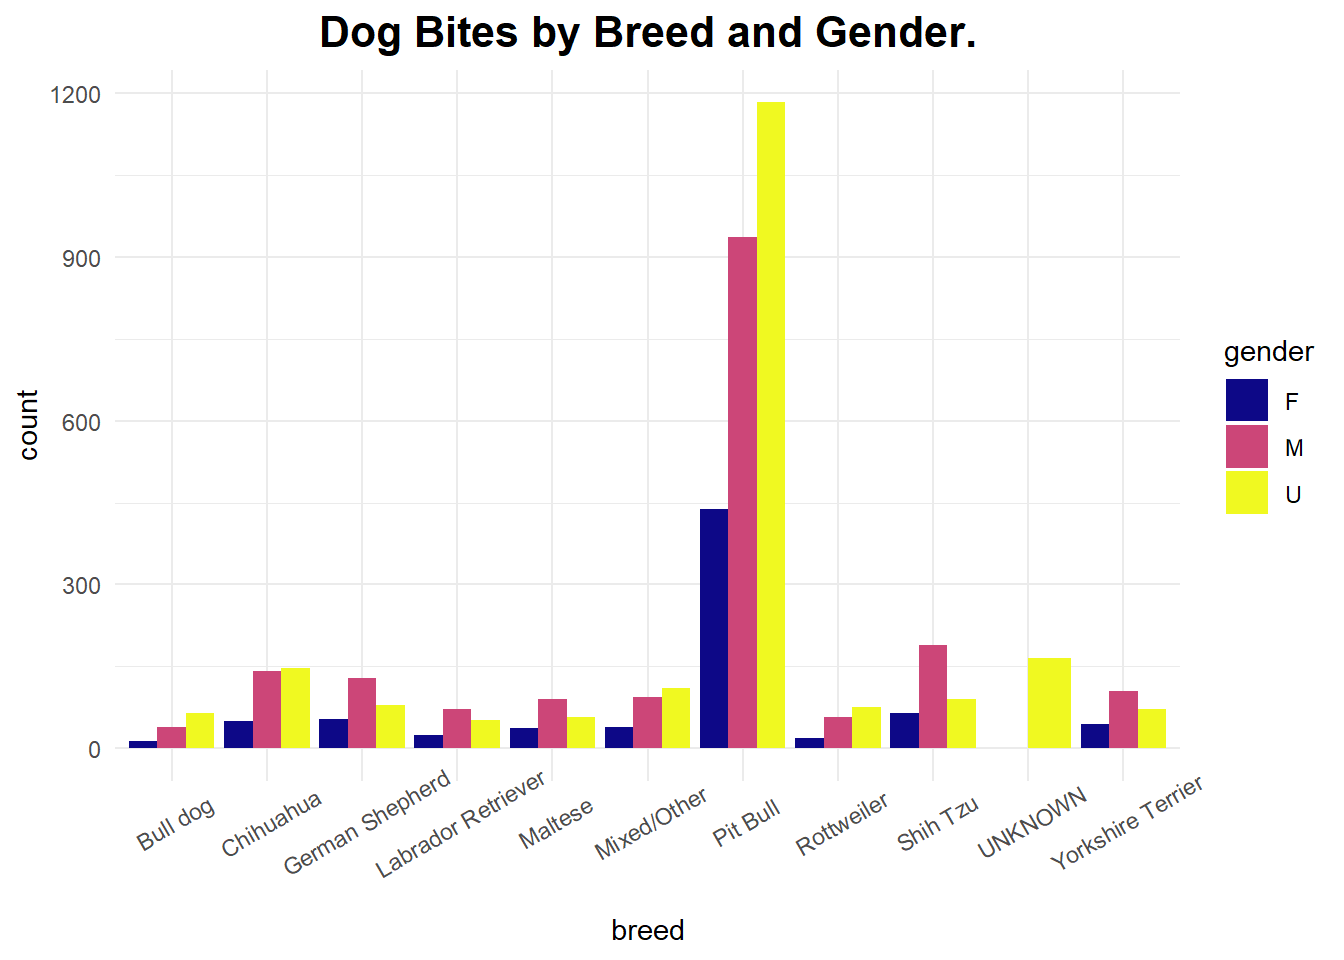 Dog Bites by Breed and Gender.
1200
900
600
300
0
count
Bull dog
Chihuahua
German Shepherd
Labrador Retriever
Maltese
Mixed/Other
Pit Bull
Rottweiler
Shih Tzu
UNKNOWN
Yorkshire Terrier
breed
gender
F
M
U